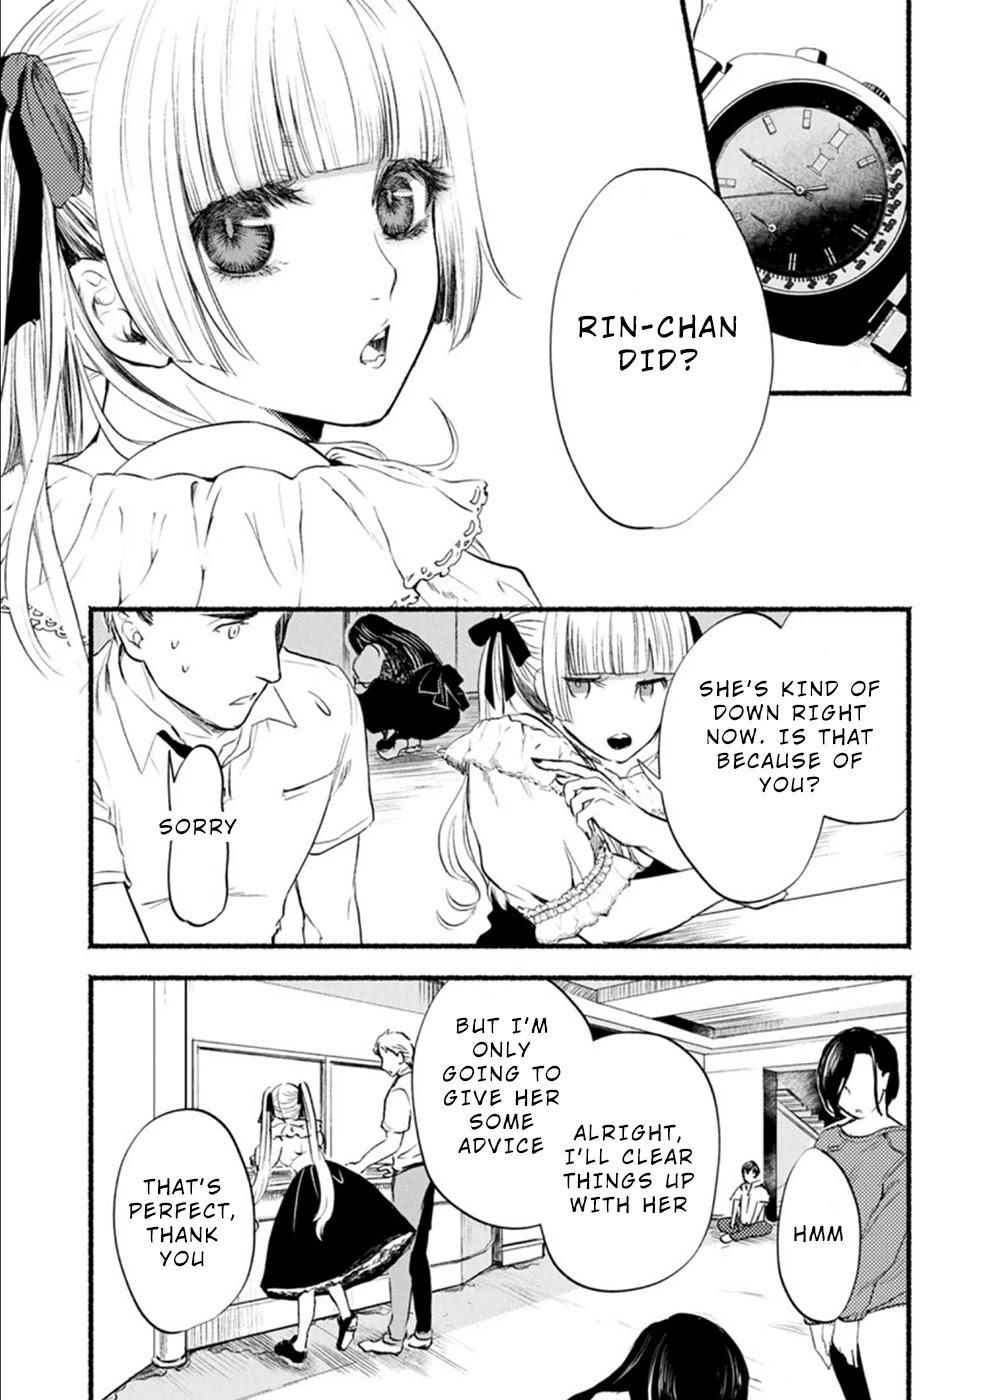 RIN-CHAN
DID?
SHE'S KIND OF
DOWN RIGHT
NOW. IS THAT
BECAUSE OF
YOU?
SORRY
HMM
ALRIGHT,
I'LL CLEAR
THINGS UP
WITH HER
BUT I'M
ONLY
GOING TO
GIVE HER
SOME
ADVICE
THAT'S
PERFECT,
THANK
YOU